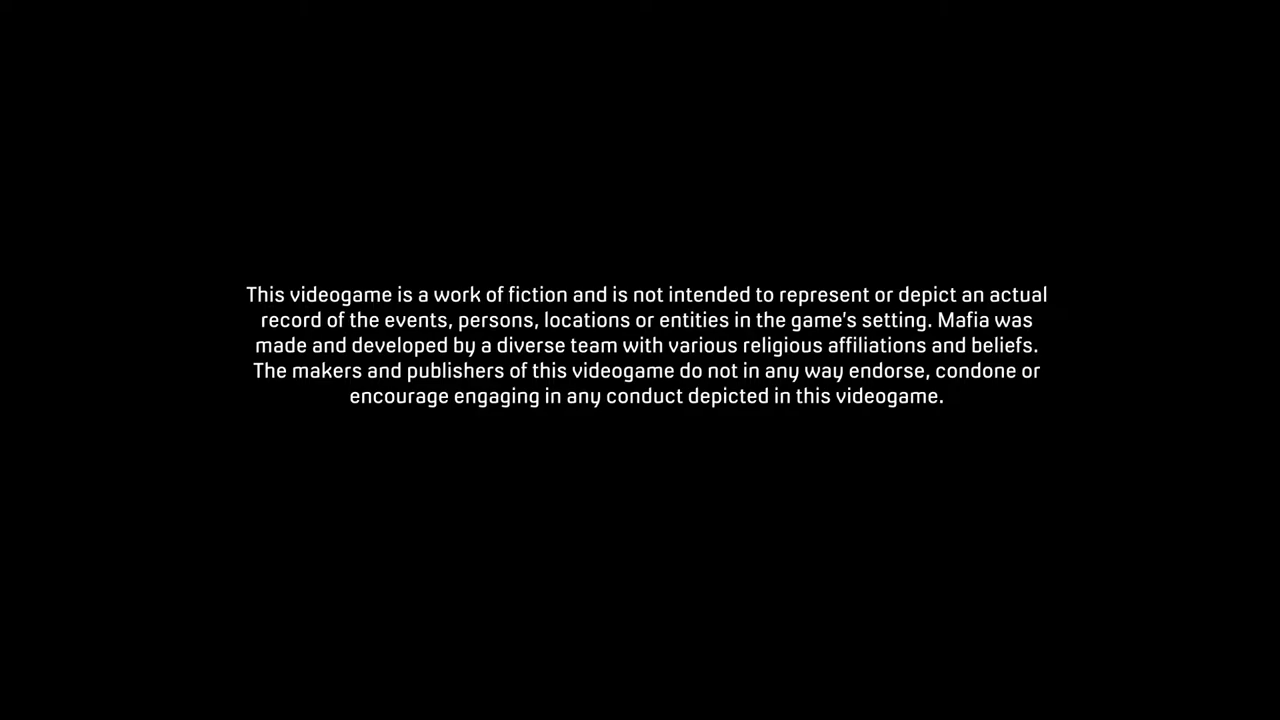 This videogame is a work of fiction and is not intended to represent or depict an actual
record of the events, persons, locations or entities in the game's setting. Mafia was
made and developed by a diverse team with various religious affiliations and beliefs.
The makers and publishers of this videogame do not in any way endorse, condone or
encourage engaging in any conduct depicted in this videogame.